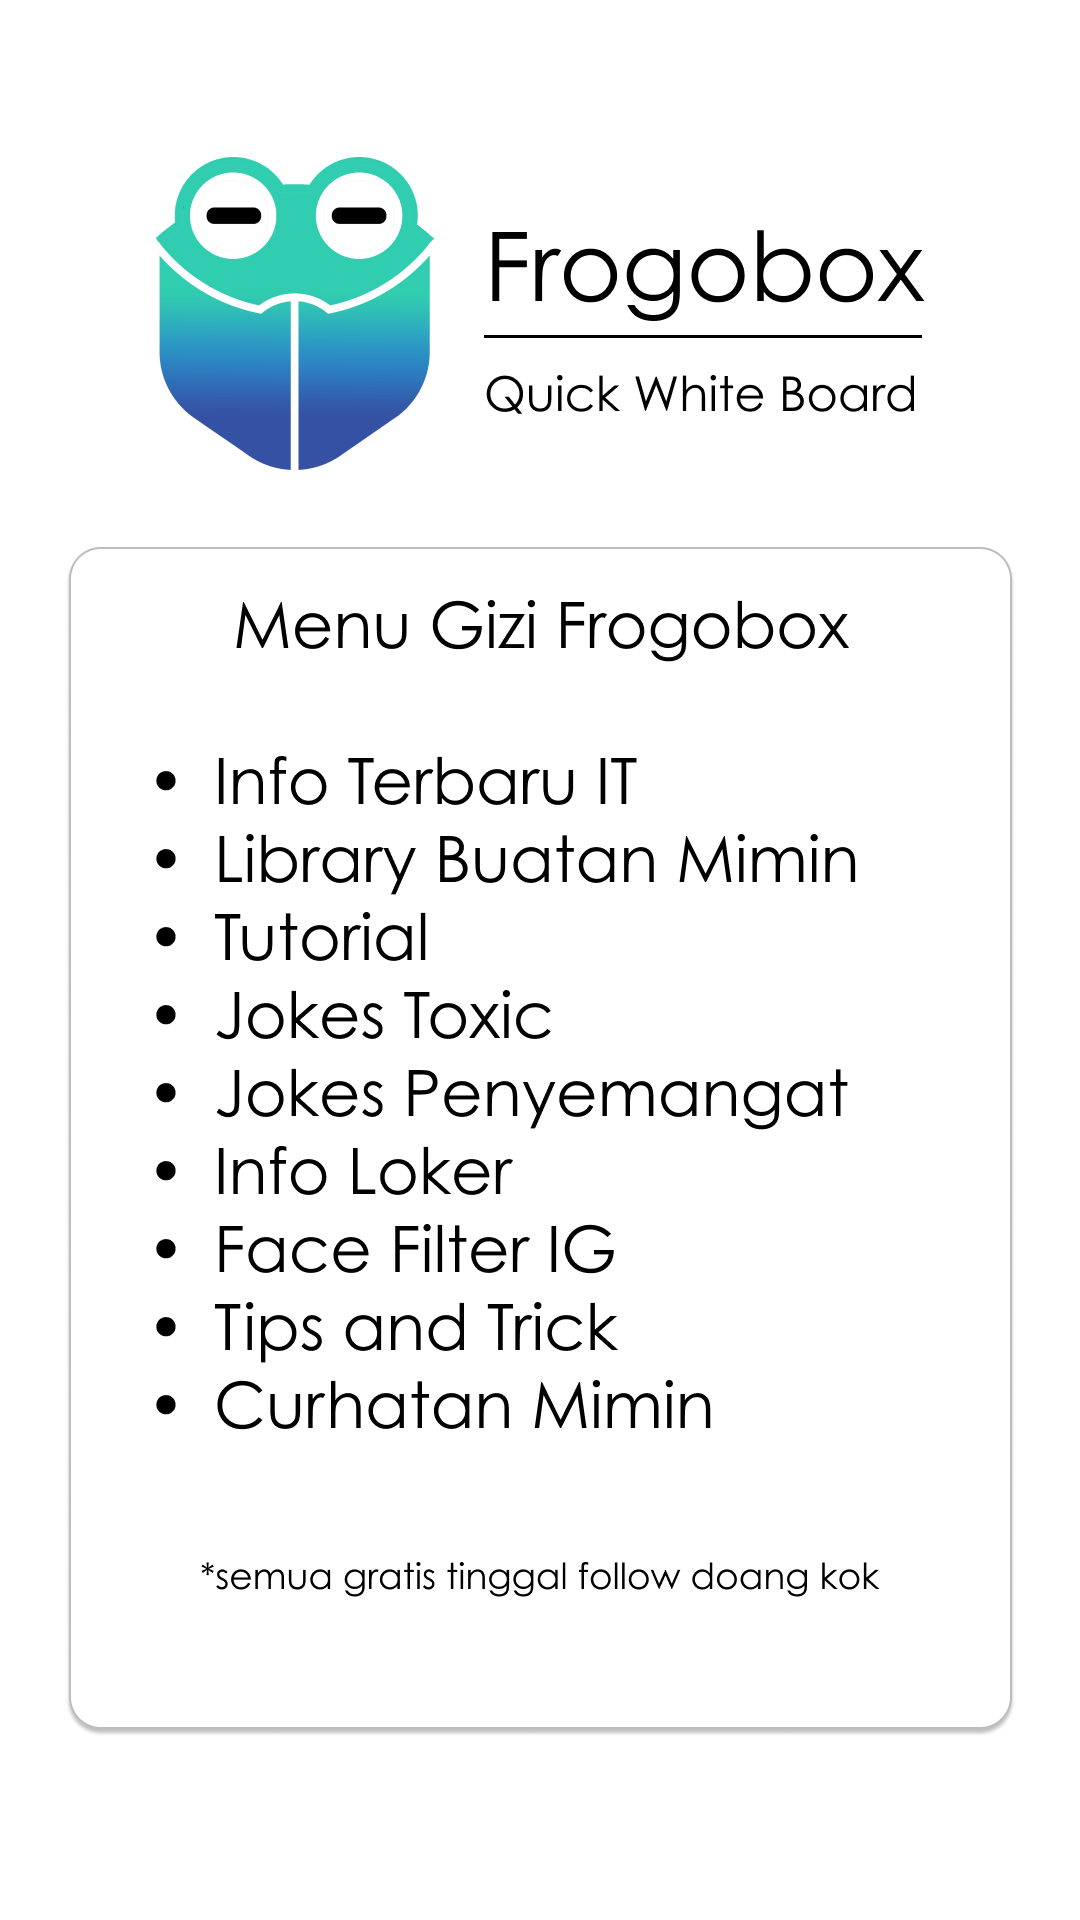 Frogobox
Quick White Board
Menu Gizi Frogobox
• Info Terbaru IT
• Library Buatan Mimin
• Tutorial
• Jokes Toxic
• Jokes Penyemangat
• Info Loker
• Face Filter IG
• Tips and Trick
• Curhatan Mimin
*semua gratis tinggal follow doang kok